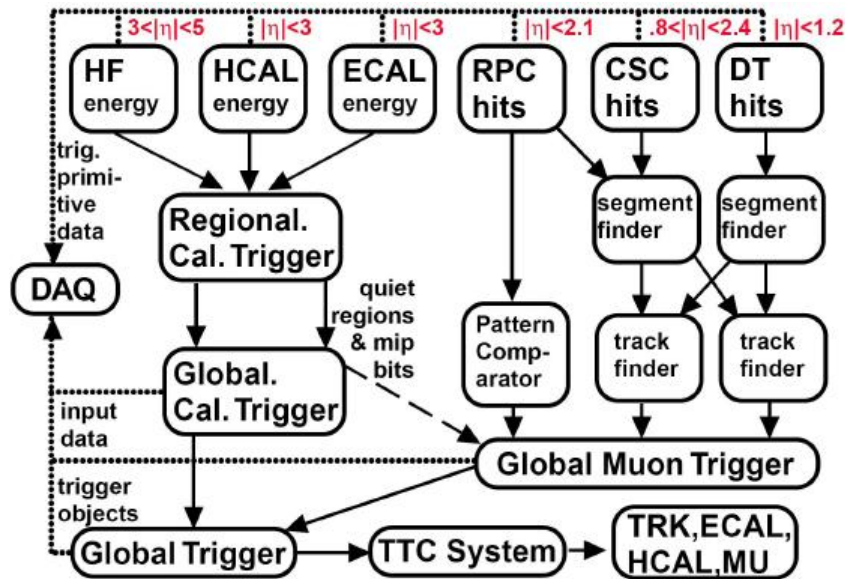 3<|η|<5
|η|<3
|η|<3
|η|<2.1
.8<|η|<2.4
|η|<1.2
HF
energy
HCAL
energy
ECAL
energy
RPC
hits
CSC
hits
DT
hits
trig.
primi-
tive
data
segment
finder
segment
finder
Regional.
Cal. Trigger
DAQ
quiet
regions
& mip
bits
Pattern
Comp-
arator
track
finder
track
finder
Global.
Cal. Trigger
input
data
Global Muon Trigger
trigger
objects
Global Trigger
TTC System
TRK,ECAL,
HCAL,MU